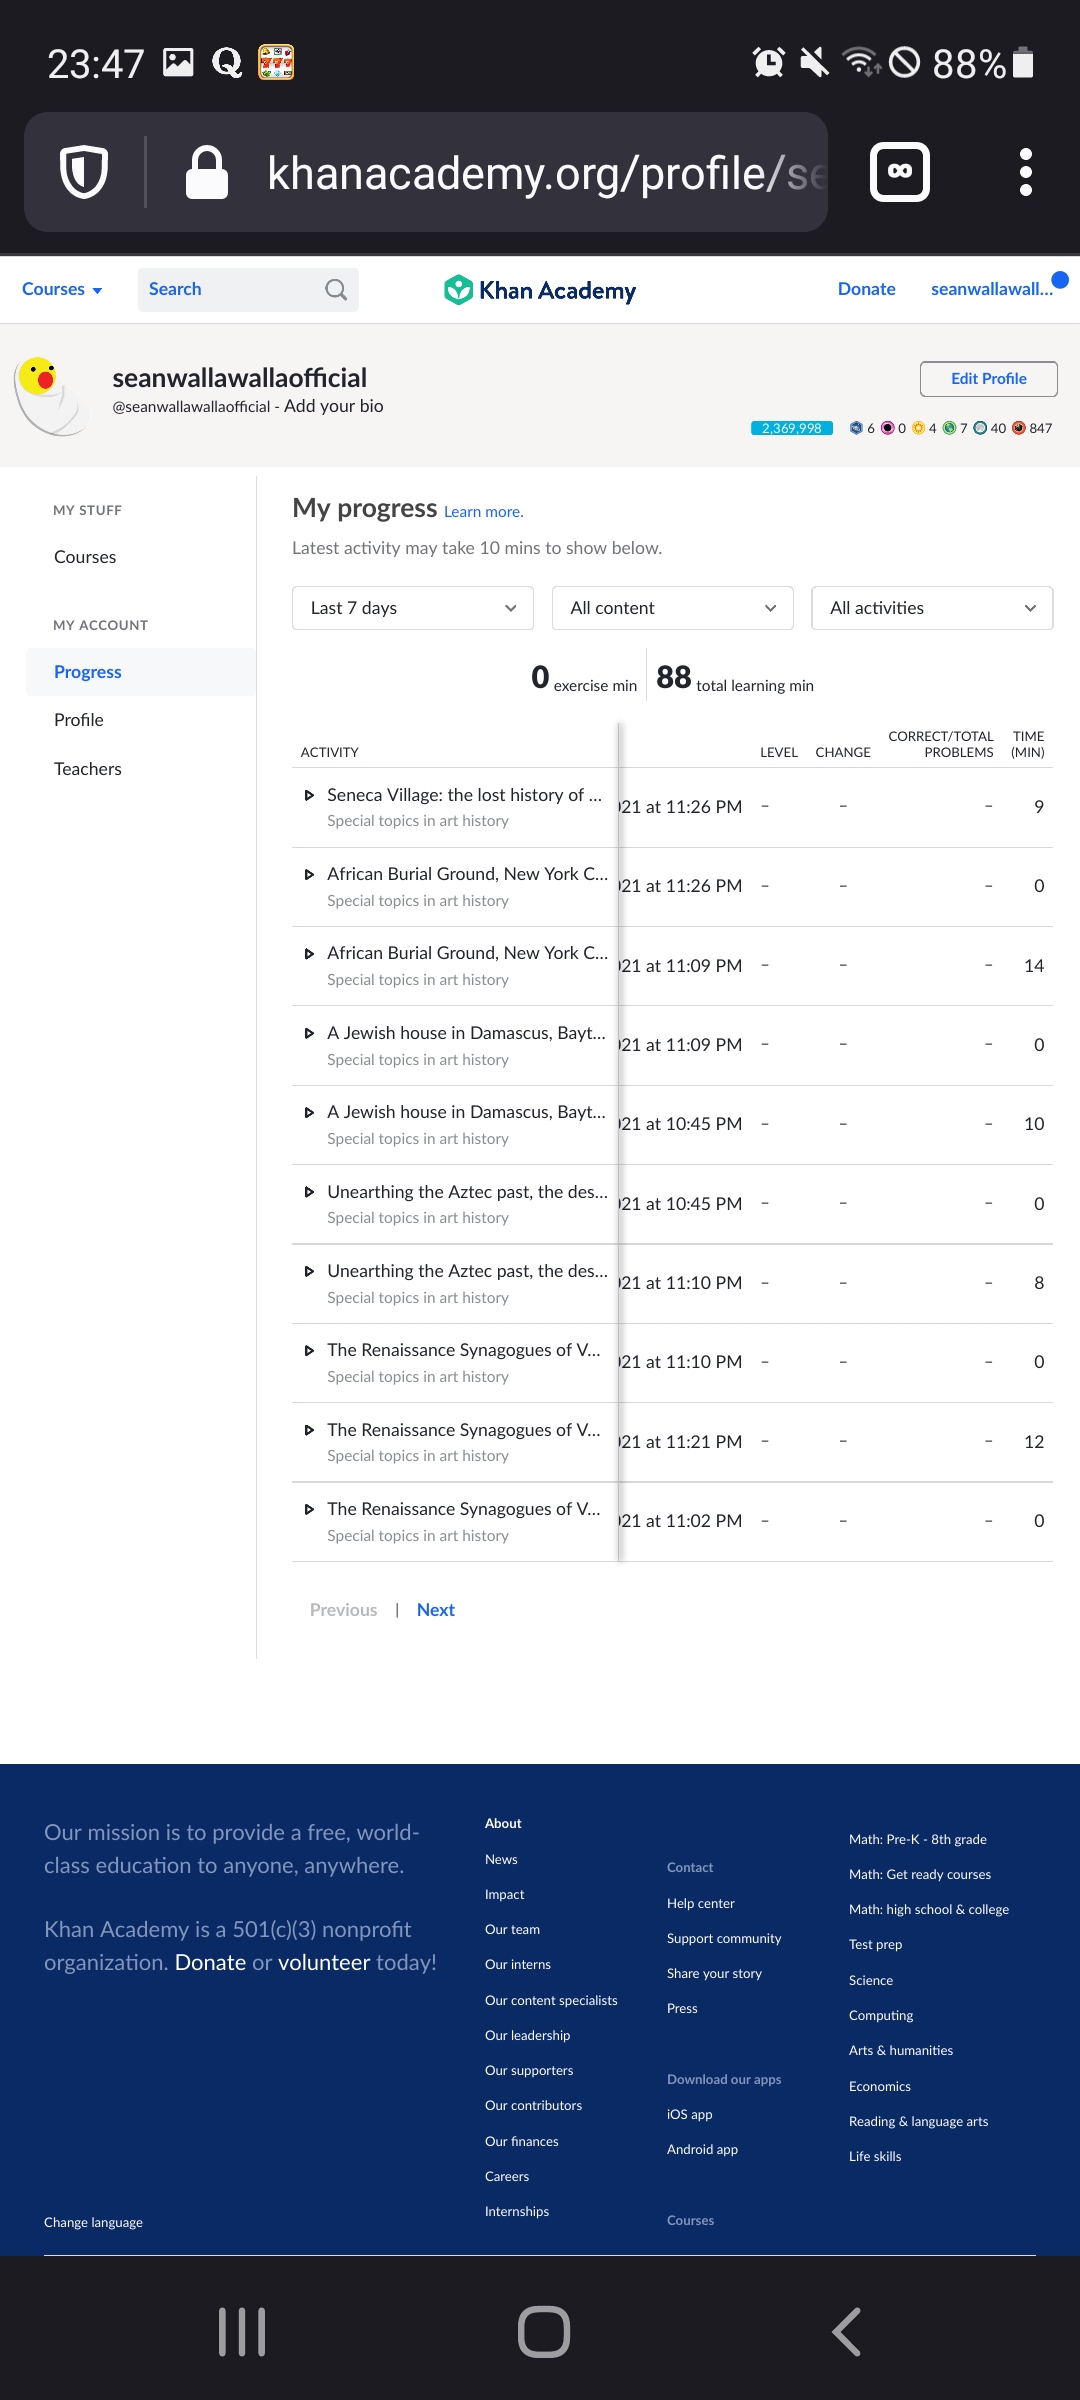 23:47
88%
khanacademy.org/profile/se
Courses
Search
Khan Academy
Donate
seanwallawall...
seanwallawallaofficial
@seanwallawallaofficial - Add your bio
Edit Profile
2,369,998 6 0 4 7 40 847
MY STUFF
Courses
MY ACCOUNT
Progress
Profile
Teachers
My progress Learn more.
Latest activity may take 10 mins to show below.
Last 7 days
All content
All activities
0 exercise min 88 total learning min
ACTIVITY LEVEL CHANGE CORRECT/TOTAL PROBLEMS TIME (MIN)
Seneca Village: the lost history of ... 021 at 11:26 PM – – – 9
Special topics in art history
African Burial Ground, New York C... 021 at 11:26 PM – – – 0
Special topics in art history
African Burial Ground, New York C... 021 at 11:09 PM – – – 14
Special topics in art history
A Jewish house in Damascus, Bayt... 021 at 11:09 PM – – – 0
Special topics in art history
A Jewish house in Damascus, Bayt... 021 at 10:45 PM – – – 10
Special topics in art history
Unearthing the Aztec past, the des... 021 at 10:45 PM – – – 0
Special topics in art history
Unearthing the Aztec past, the des... 021 at 11:10 PM – – – 8
Special topics in art history
The Renaissance Synagogues of V... 021 at 11:10 PM – – – 0
Special topics in art history
The Renaissance Synagogues of V... 021 at 11:21 PM – – – 12
Special topics in art history
The Renaissance Synagogues of V... 021 at 11:02 PM – – – 0
Special topics in art history
Previous | Next
Our mission is to provide a free, world-
class education to anyone, anywhere.
Khan Academy is a 501(c)(3) nonprofit
organization. Donate or volunteer today!
Change language
About
News
Impact
Our team
Our interns
Our content specialists
Our leadership
Our supporters
Our contributors
Our finances
Careers
Internships
Contact
Help center
Support community
Share your story
Press
Download our apps
iOS app
Android app
Courses
Math: Pre-K - 8th grade
Math: Get ready courses
Math: high school & college
Test prep
Science
Computing
Arts & humanities
Economics
Reading & language arts
Life skills